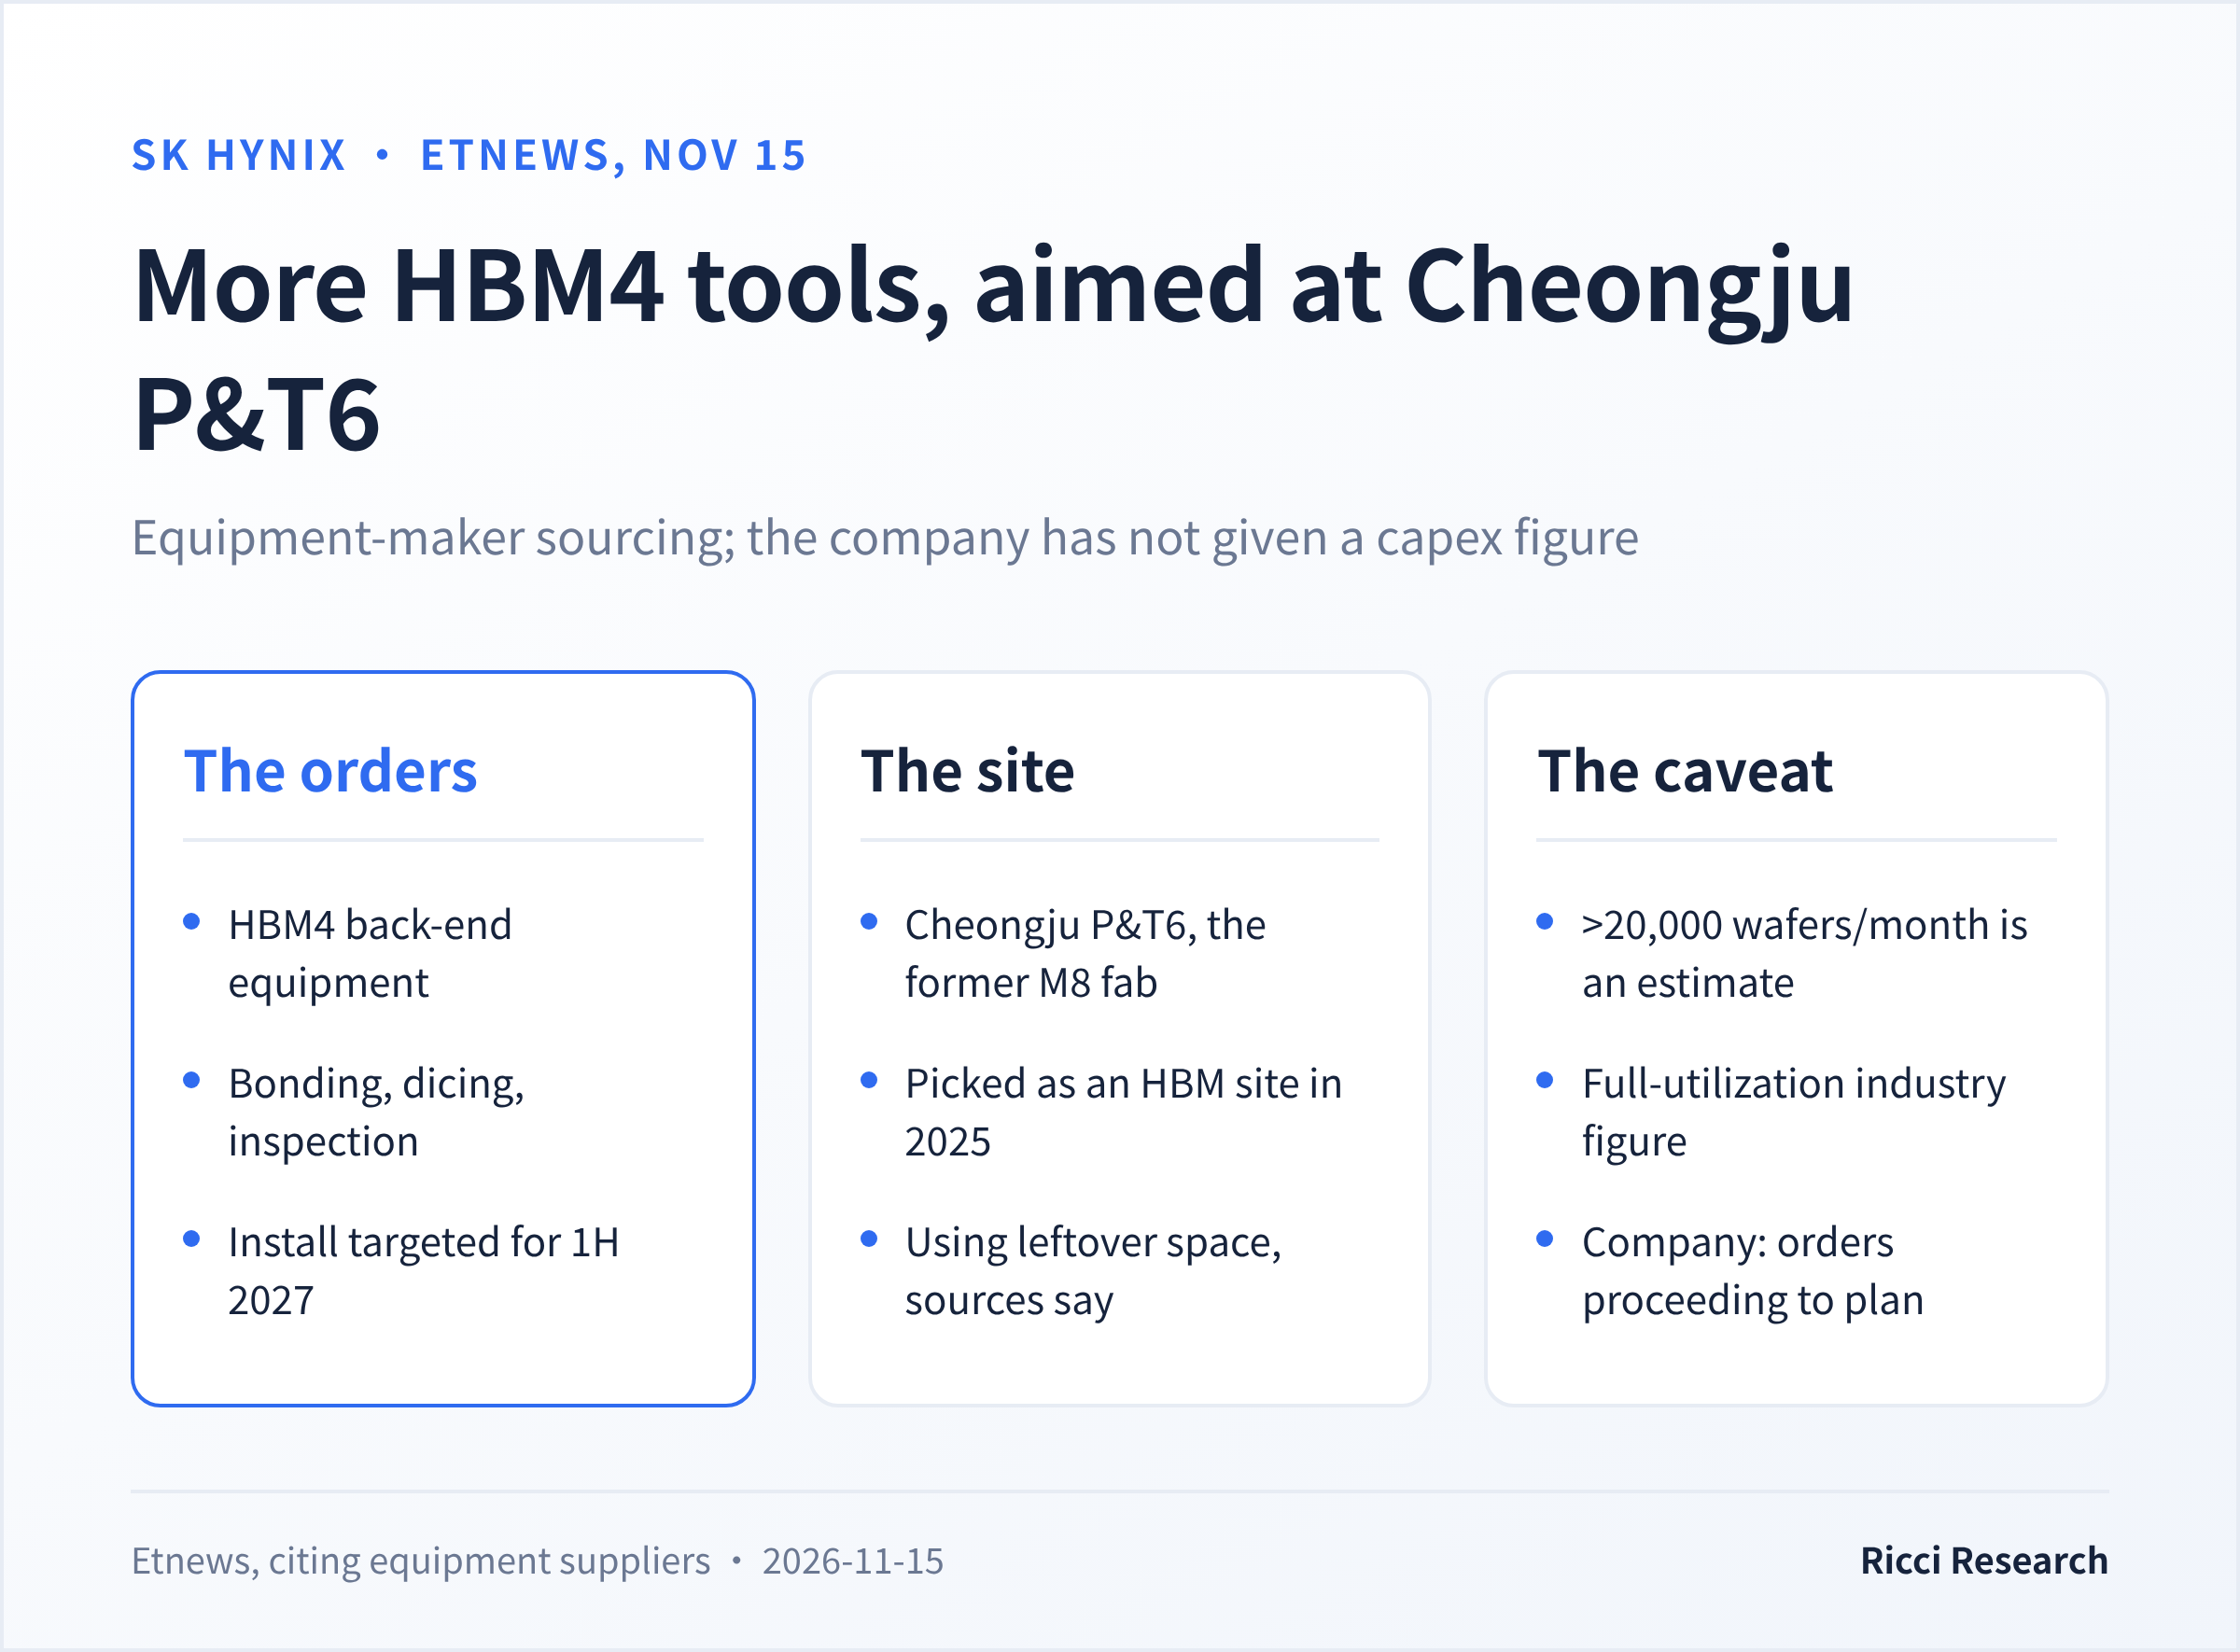 SK HYNIX • ETNEWS, NOV 15
More HBM4 tools, aimed at Cheongju
P&T6
Equipment-maker sourcing; the company has not given a capex figure
The orders
• HBM4 back-end
equipment
• Bonding, dicing,
inspection
• Install targeted for 1H
2027
The site
• Cheongju P&T6, the
former M8 fab
• Picked as an HBM site in
2025
• Using leftover space,
sources say
The caveat
• >20,000 wafers/month is
an estimate
• Full-utilization industry
figure
• Company: orders
proceeding to plan
Etnews, citing equipment suppliers • 2026-11-15
Ricci Research